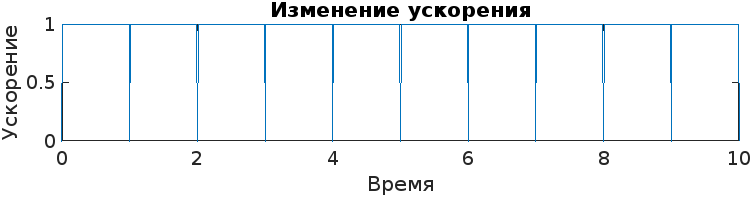 Изменение ускорения
Ускорение
1
0.5
0
0 2 4 6 8 10
Время